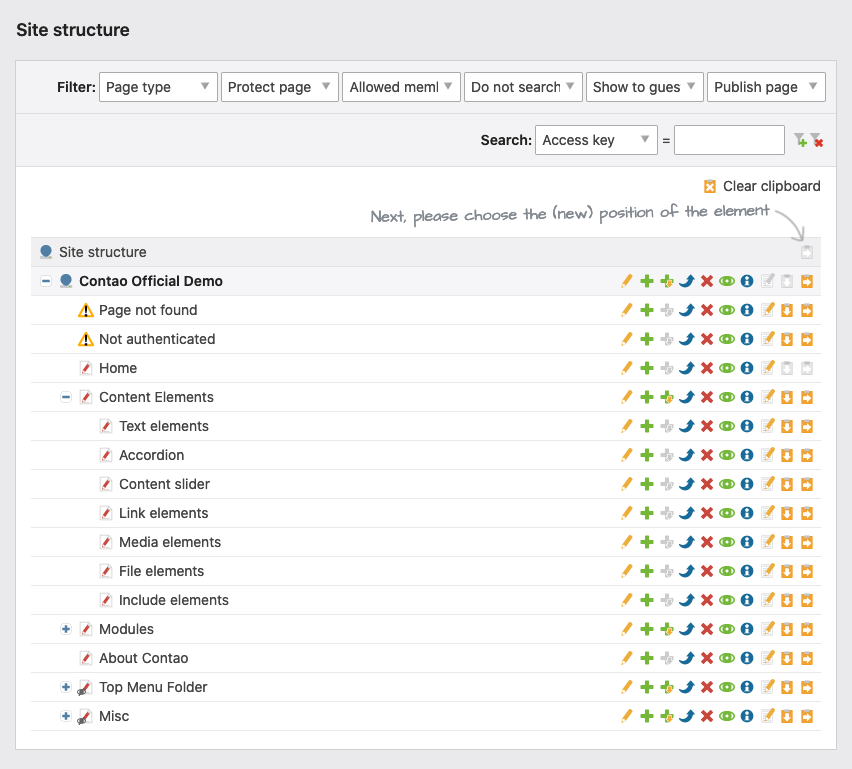 Site structure
Filter: Page type Protect page Allowed meml Do not search Show to gues Publish page
Search: Access key =
Clear clipboard
Next, please choose the (new) position of the element
Site structure
Contao Official Demo
Page not found
Not authenticated
Home
Content Elements
Text elements
Accordion
Content slider
Link elements
Media elements
File elements
Include elements
Modules
About Contao
Top Menu Folder
Misc